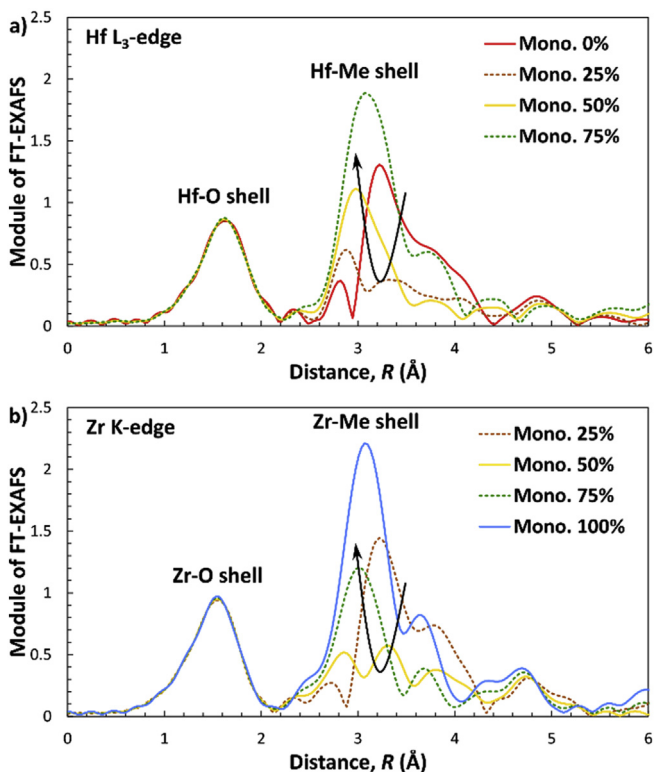 a)
Hf L₃-edge
Mono. 0%
Mono. 25%
Mono. 50%
Mono. 75%
Hf-Me shell
Hf-O shell
Module of FT-EXAFS
2.5
2
1.5
1
0.5
0
0 1 2 3 4 5 6
Distance, R (Å)
b)
Zr K-edge
Zr-Me shell
Mono. 25%
Mono. 50%
Mono. 75%
Mono. 100%
Zr-O shell
Module of FT-EXAFS
2.5
2
1.5
1
0.5
0
0 1 2 3 4 5 6
Distance, R (Å)